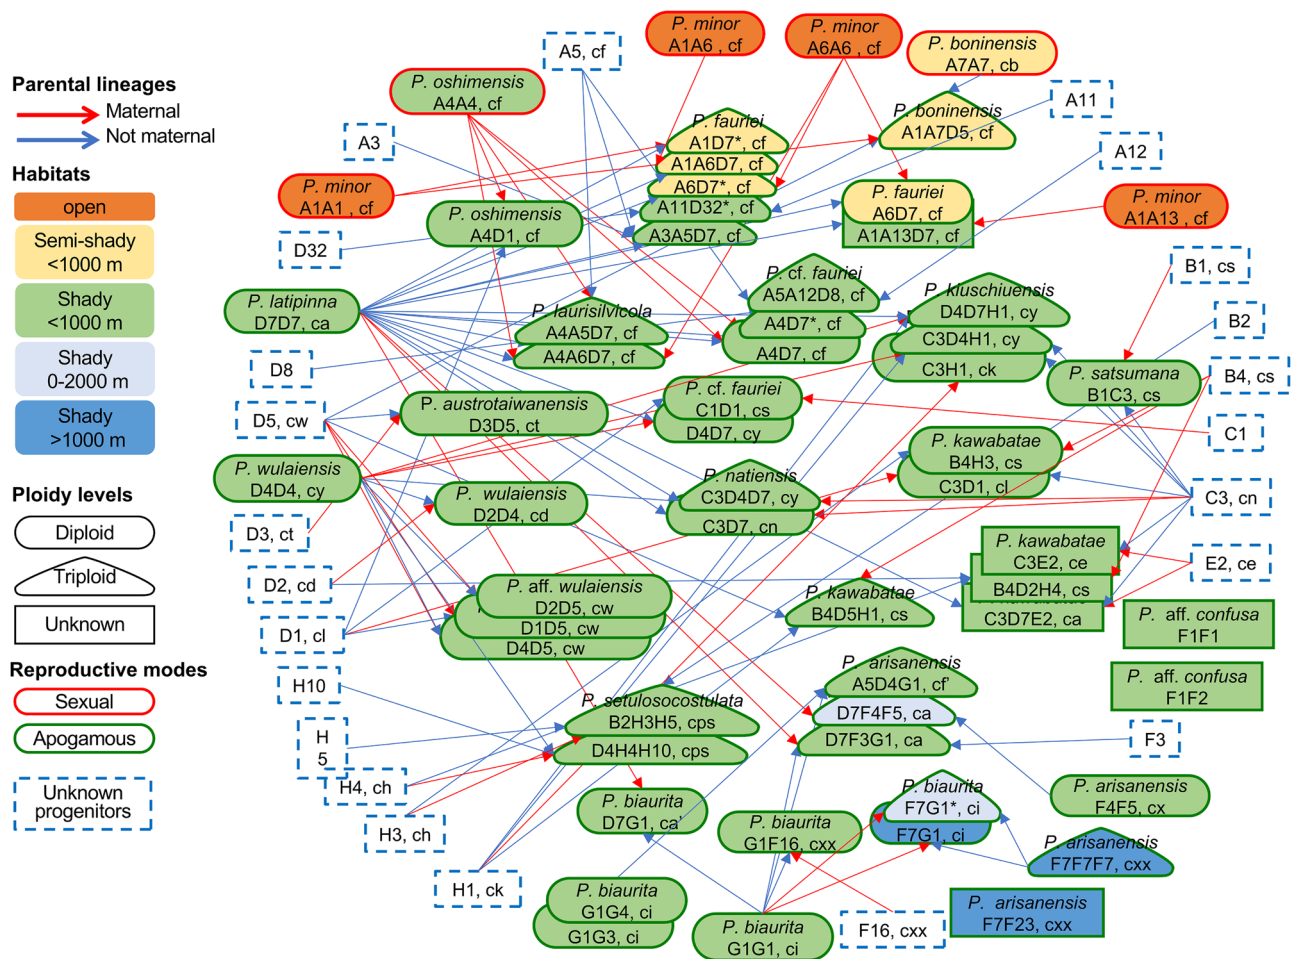 Parental lineages
Maternal
Not maternal
Habitats
open
Semi-shady
<1000 m
Shady
<1000 m
Shady
0-2000 m
Shady
>1000 m
Ploidy levels
Diploid
Triploid
Unknown
Reproductive modes
Sexual
Apogamous
Unknown
progenitors
A5, cf
P. minor
A1A6 , cf
P. minor
A6A6 , cf
P. boninensis
A7A7, cb
P. oshimensis
A4A4, cf
A11
A3
P. fauriei
A1D7*, cf
A1A6D7, cf
A6D7*, cf
A11D32*, cf
A3A5D7, cf
P. boninensis
A1A7D5, cf
A12
P. minor
A1A1 , cf
P. oshimensis
A4D1, cf
P. fauriei
A6D7, cf
A1A13D7, cf
P. minor
A1A13 , cf
D32
B1, cs
P. latipinna
D7D7, ca
P. laurisilvicola
A4A5D7, cf
A4A6D7, cf
P. cf. fauriei
A5A12D8, cf
A4D7*, cf
A4D7, cf
P. kiuschiuensis
D4D7H1, cy
C3D4H1, cy
C3H1, ck
B2
D8
P. satsumana
B1C3, cs
B4, cs
D5, cw
P. austrotaiwanensis
D3D5, ct
P. cf. fauriei
C1D1, cs
D4D7, cy
C1
P. wulaiensis
D4D4, cy
P. kawabatae
B4H3, cs
C3D1, cl
P. wulaiensis
D2D4, cd
P. natiensis
C3D4D7, cy
C3D7, cn
C3, cn
D3, ct
P. kawabatae
C3E2, ce
B4D2H4, cs
C3D7E2, ca
E2, ce
D2, cd
P. aff. wulaiensis
D2D5, cw
D1D5, cw
D4D5, cw
P. kawabatae
B4D5H1, cs
P. aff. confusa
F1F1
D1, cl
P. aff. confusa
F1F2
H10
P. arisanensis
A5D4G1, cf'
D7F4F5, ca
D7F3G1, ca
P. setulosocostulata
B2H3H5, cps
D4H4H10, cps
H
5
F3
H4, ch
P. biaurita
D7G1, ca'
P. biaurita
F7G1*, ci
F7G1, ci
P. arisanensis
F4F5, cx
H3, ch
P. biaurita
G1F16, cxx
P. arisanensis
F7F7F7, cxx
H1, ck
P. biaurita
G1G4, ci
G1G3, ci
P. biaurita
G1G1, ci
F16, cxx
P. arisanensis
F7F23, cxx